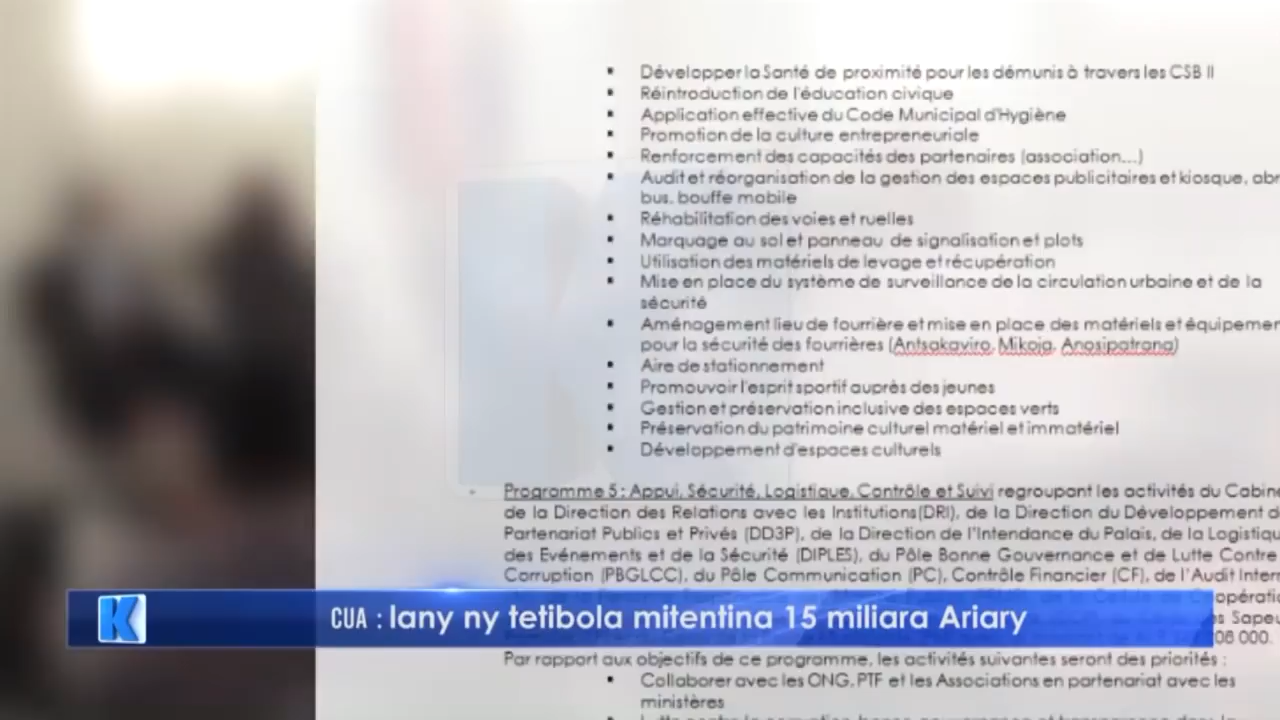 Développer la Santé de proximité pour les démunis à travers les CSB II
Réintroduction de l'éducation civique
Application effective du Code Municipal d'Hygiène
Promotion de la culture entrepreneuriale
Renforcement des capacités des partenaires (association...)
Audit et réorganisation de la gestion des espaces publicitaires et kiosque, abr
bus, bouffe mobile
Réhabilitation des voies et ruelles
Marquage au sol et panneau de signalisation et plots
Utilisation des matériels de levage et récupération
Mise en place du système de surveillance de la circulation urbaine et de la
sécurité
Aménagement lieu de fourrière et mise en place des matériels et équipemer
pour la sécurité des fourrières (Antsakaviro, Mikoja, Anosipatrana)
Aire de stationnement
Promouvoir l'esprit sportif auprès des jeunes
Gestion et préservation inclusive des espaces verts
Préservation du patrimoine culturel matériel et immatériel
Développement d'espaces culturels
Programme 5 : Appui, Sécurité, Logistique, Contrôle et Suivi regroupant les activités du Cabine
de la Direction des Relations avec les Institutions(DRI), de la Direction du Développement de
Partenariat Publics et Privés (DD3P), de la Direction de l'Intendance du Palais, de la Logistiqu
des Evénements et de la Sécurité (DIPLES), du Pôle Bonne Gouvernance et de Lutte Contre
Corruption (PBGLCC), du Pôle Communication (PC), Contrôle Financier (CF), de l'Audit Intern
opératio
K CUA : lany ny tetibola mitentina 15 miliara Ariary
es Sapeu
08 000.
Par rapport aux objectifs de ce programme, les activités suivantes seront des priorités :
Collaborer avec les ONG, PTF et les Associations en partenariat avec les
ministères